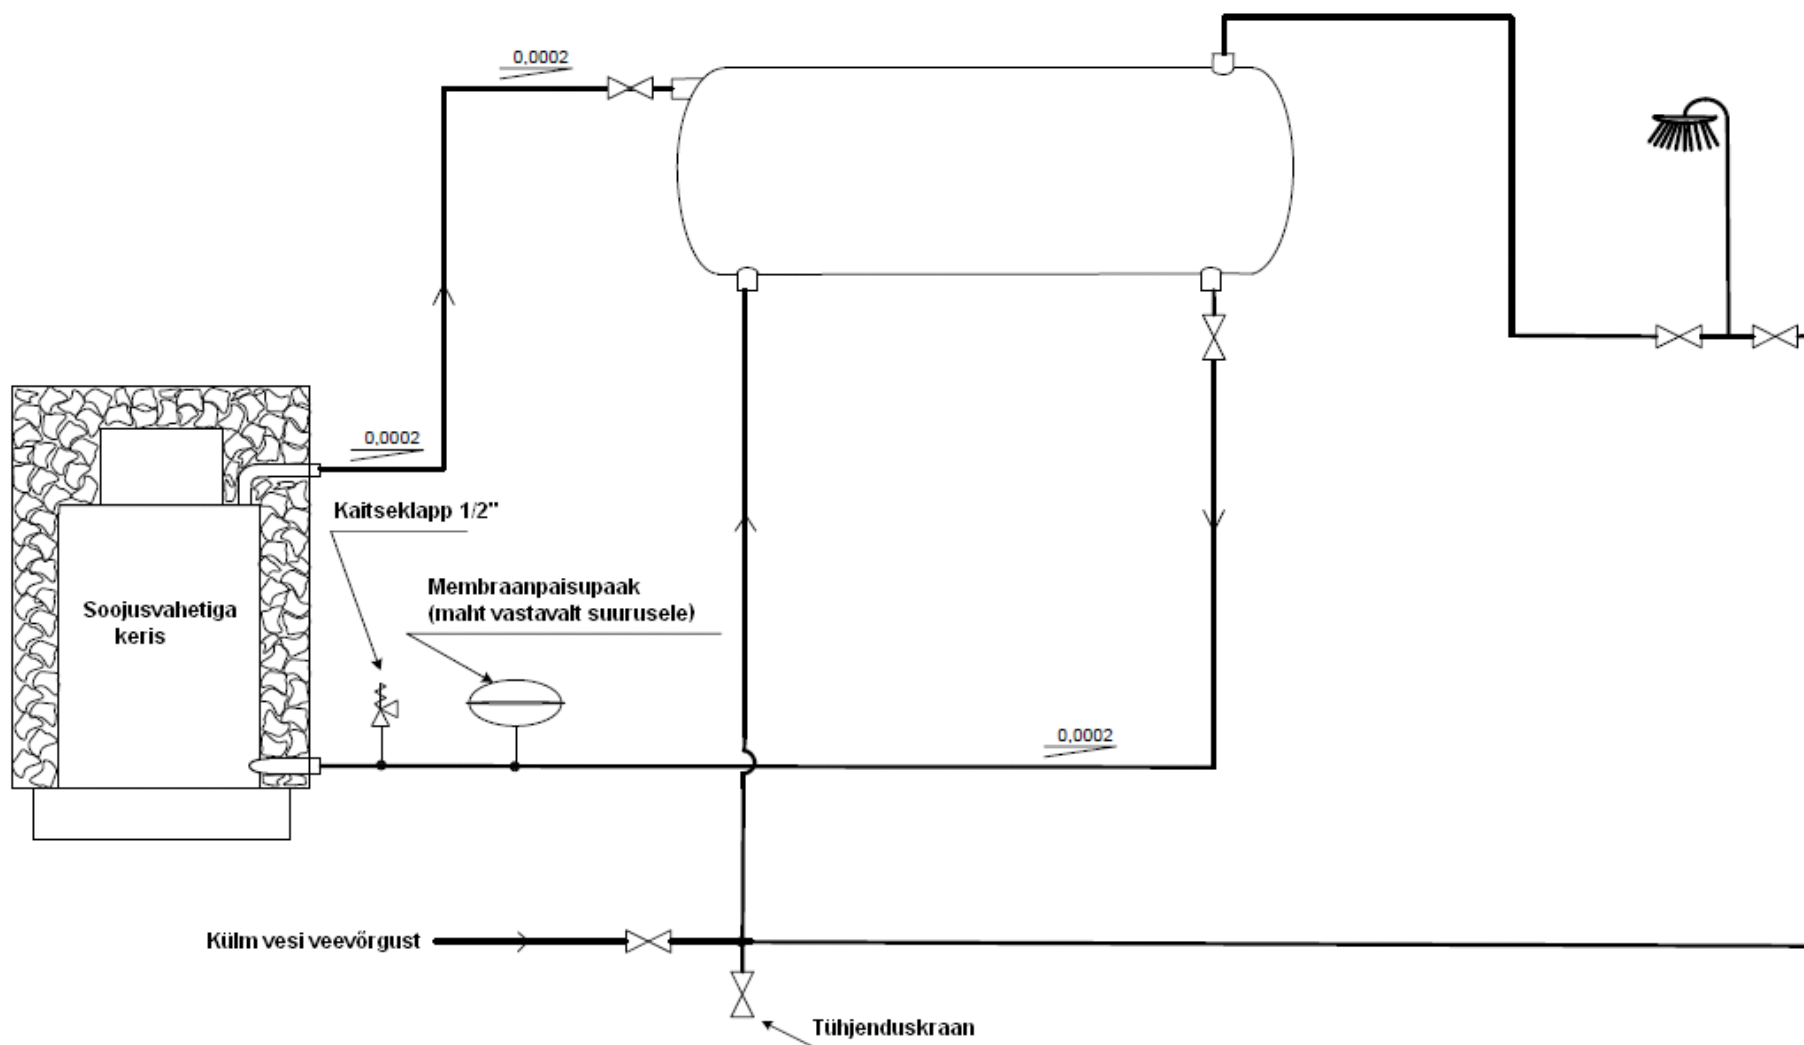 0,0002
0,0002
Kaitseklapp 1/2"
Membraanpaisupaak
(maht vastavalt suurusele)
Soojusvahetiga
keris
0,0002
Külm vesi veevõrgust
Tühjenduskraan